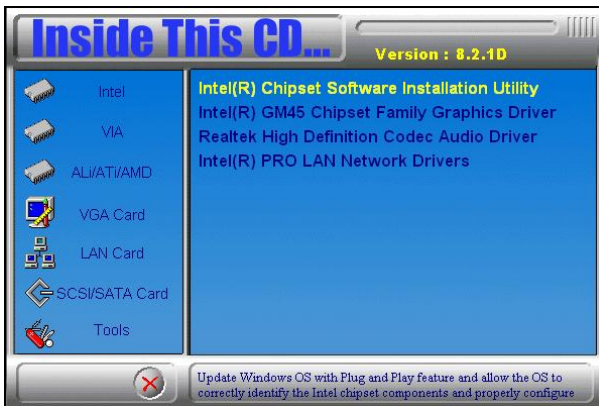 Inside This CD...
Version : 8.2.1D
Intel
VIA
ALi/ATi/AMD
VGA Card
LAN Card
SCSI/SATA Card
Tools
Intel(R) Chipset Software Installation Utility
Intel(R) GM45 Chipset Family Graphics Driver
Realtek High Definition Codec Audio Driver
Intel(R) PRO LAN Network Drivers
Update Windows OS with Plug and Play feature and allow the OS to
correctly identify the Intel chipset components and properly configure